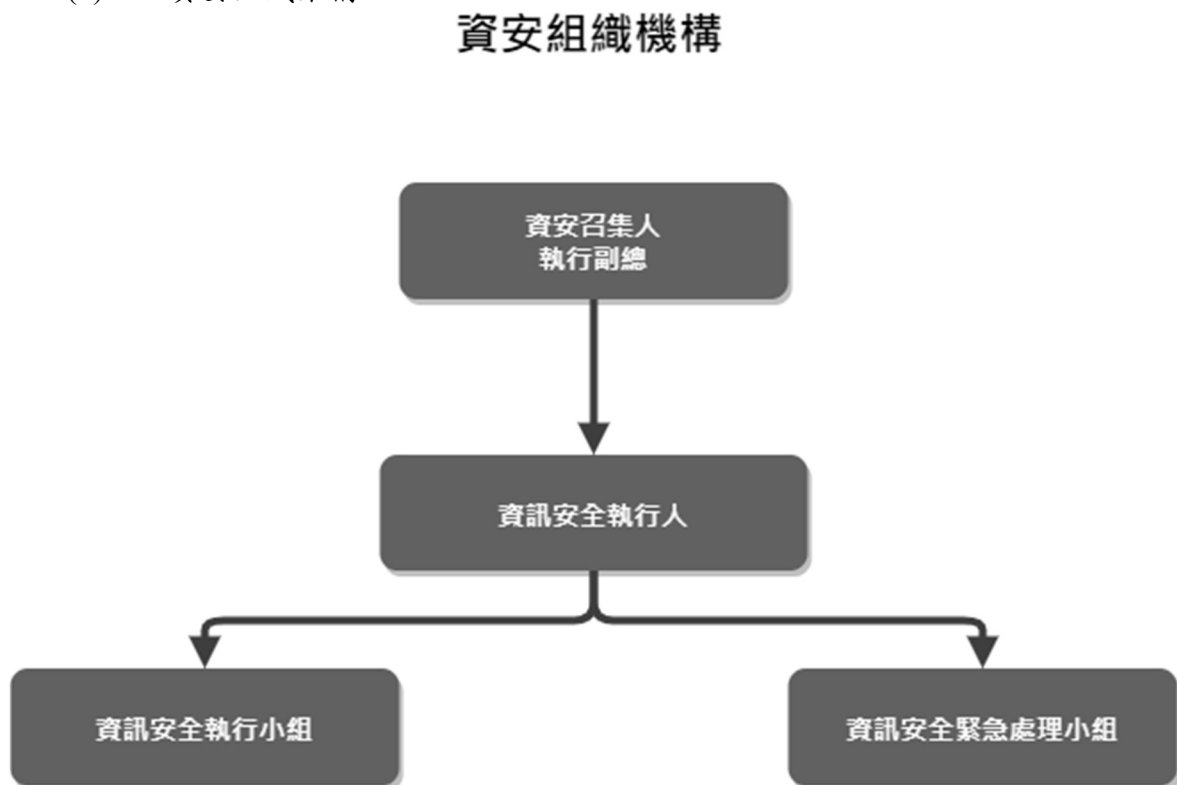 資安組織機構
資安召集人
執行副總
資訊安全執行人
資訊安全執行小組
資訊安全緊急處理小組